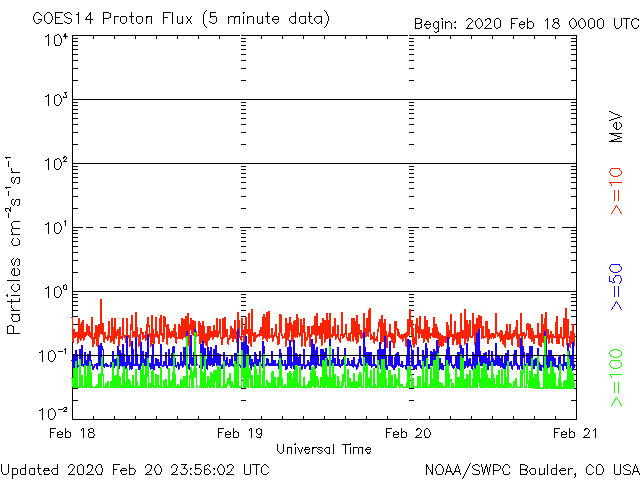 GOES14 Proton Flux (5 minute data)
Begin: 2020 Feb 18 0000 UTC
10⁴
10³
10²
10¹
10⁰
10⁻¹
10⁻²
Particles cm⁻²s⁻¹sr⁻¹
MeV
>=10
>=50
>=100
Feb 18
Feb 19
Feb 20
Feb 21
Universal Time
Updated 2020 Feb 20 23:56:02 UTC
NOAA/SWPC Boulder, CO USA